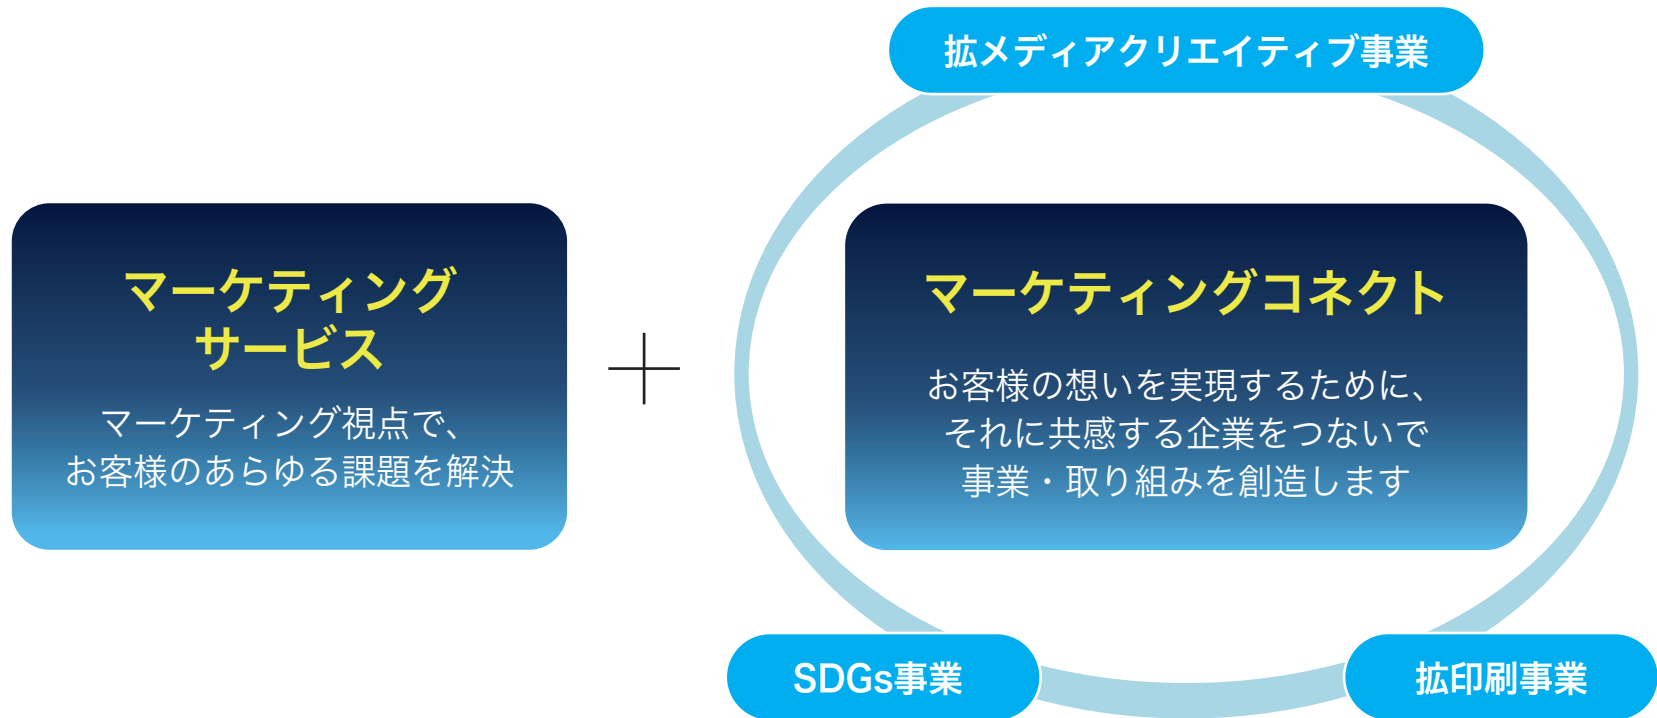 拡メディアクリエイティブ事業
マーケティング
サービス
マーケティング視点で、
お客様のあらゆる課題を解決
マーケティングコネクト
お客様の想いを実現するために、
それに共感する企業をつないで
事業・取り組みを創造します
SDGs事業
拡印刷事業